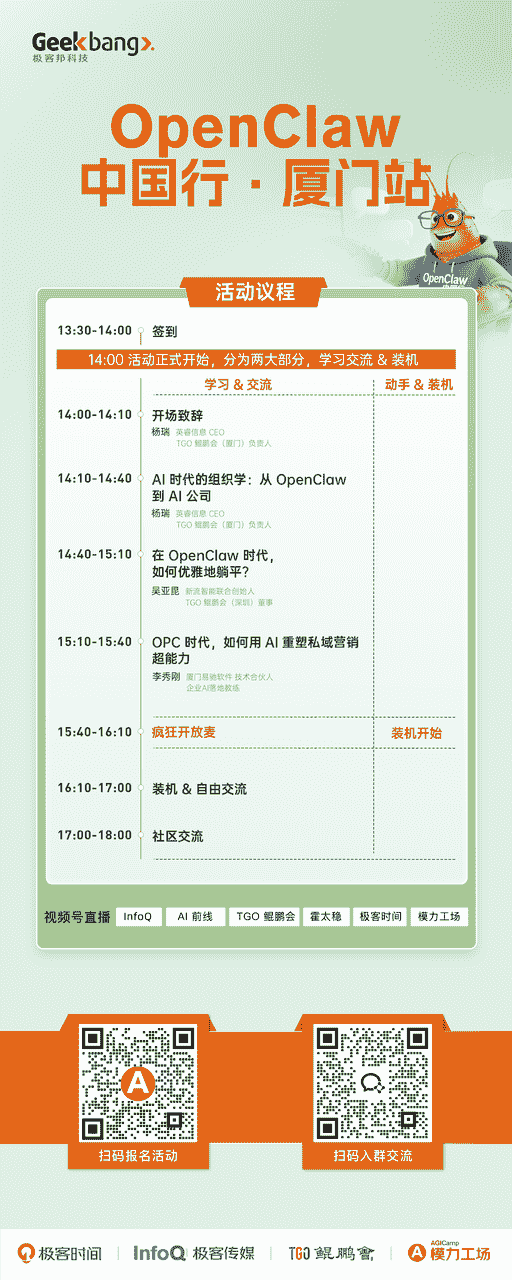 Geekbang>.
极客邦科技
OpenClaw
中国行·厦门站
OpenClaw
活动议程
13:30-14:00 签到
14:00 活动正式开始，分为两大部分，学习交流 & 装机
学习 & 交流 动手 & 装机
14:00-14:10 开场致辞
杨瑞 英睿信息 CEO
TGO 鲲鹏会（厦门）负责人
14:10-14:40 AI 时代的组织学：从 OpenClaw
到 AI 公司
杨瑞 英睿信息 CEO
TGO 鲲鹏会（厦门）负责人
14:40-15:10 在 OpenClaw 时代，
如何优雅地躺平？
吴亚昆 新流智能联合创始人
TGO 鲲鹏会（深圳）董事
15:10-15:40 OPC 时代，如何用 AI 重塑私域营销
超能力
李秀刚 厦门易驰软件 技术合伙人
企业AI落地教练
15:40-16:10 疯狂开放麦 装机开始
16:10-17:00 装机 & 自由交流
17:00-18:00 社区交流
视频号直播 InfoQ AI 前线 TGO 鲲鹏会 霍太稳 极客时间 模力工场
A
扫码报名活动 扫码入群交流
极客时间 InfoQ 极客传媒 TGO 鲲鹏會 A AGICamp 模力工场